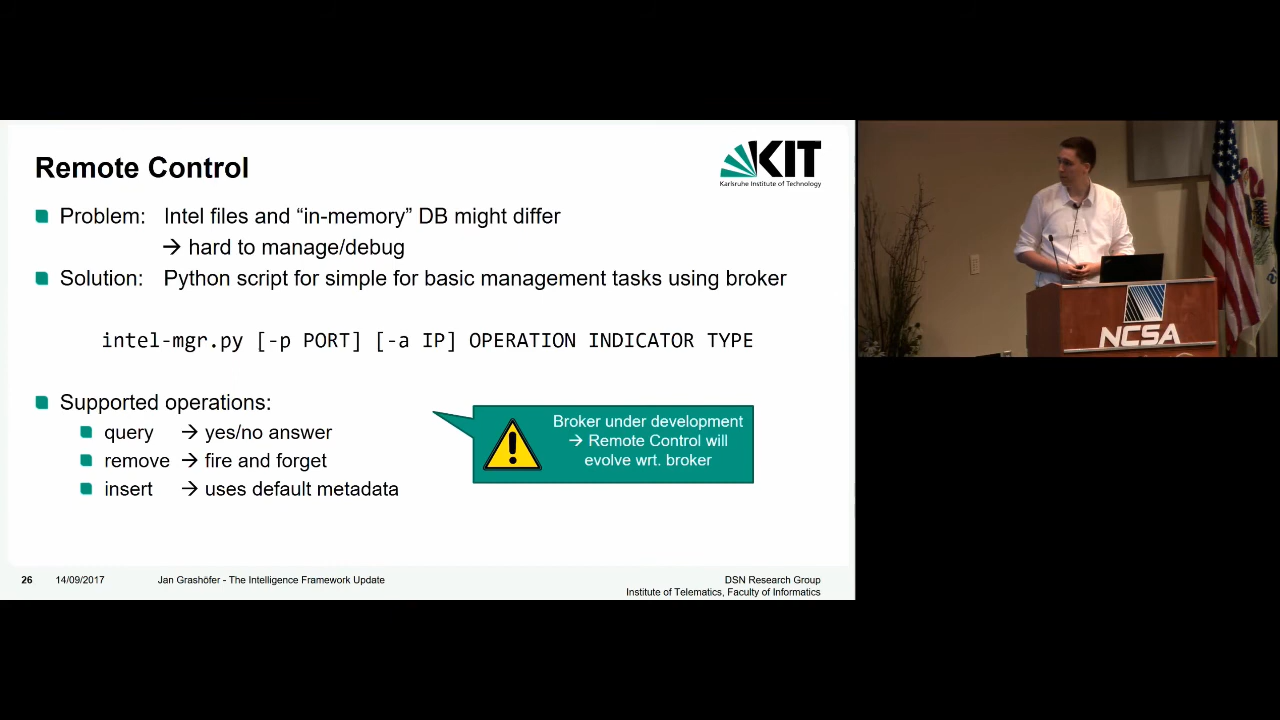 Remote Control
KIT
Karlsruhe Institute of Technology
Problem: Intel files and “in-memory” DB might differ
→ hard to manage/debug
Solution: Python script for simple for basic management tasks using broker
intel-mgr.py [-p PORT] [-a IP] OPERATION INDICATOR TYPE
Supported operations:
query → yes/no answer
remove → fire and forget
insert → uses default metadata
Broker under development
→ Remote Control will
evolve wrt. broker
26 14/09/2017 Jan Grashöfer - The Intelligence Framework Update
DSN Research Group
Institute of Telematics, Faculty of Informatics
NCSA